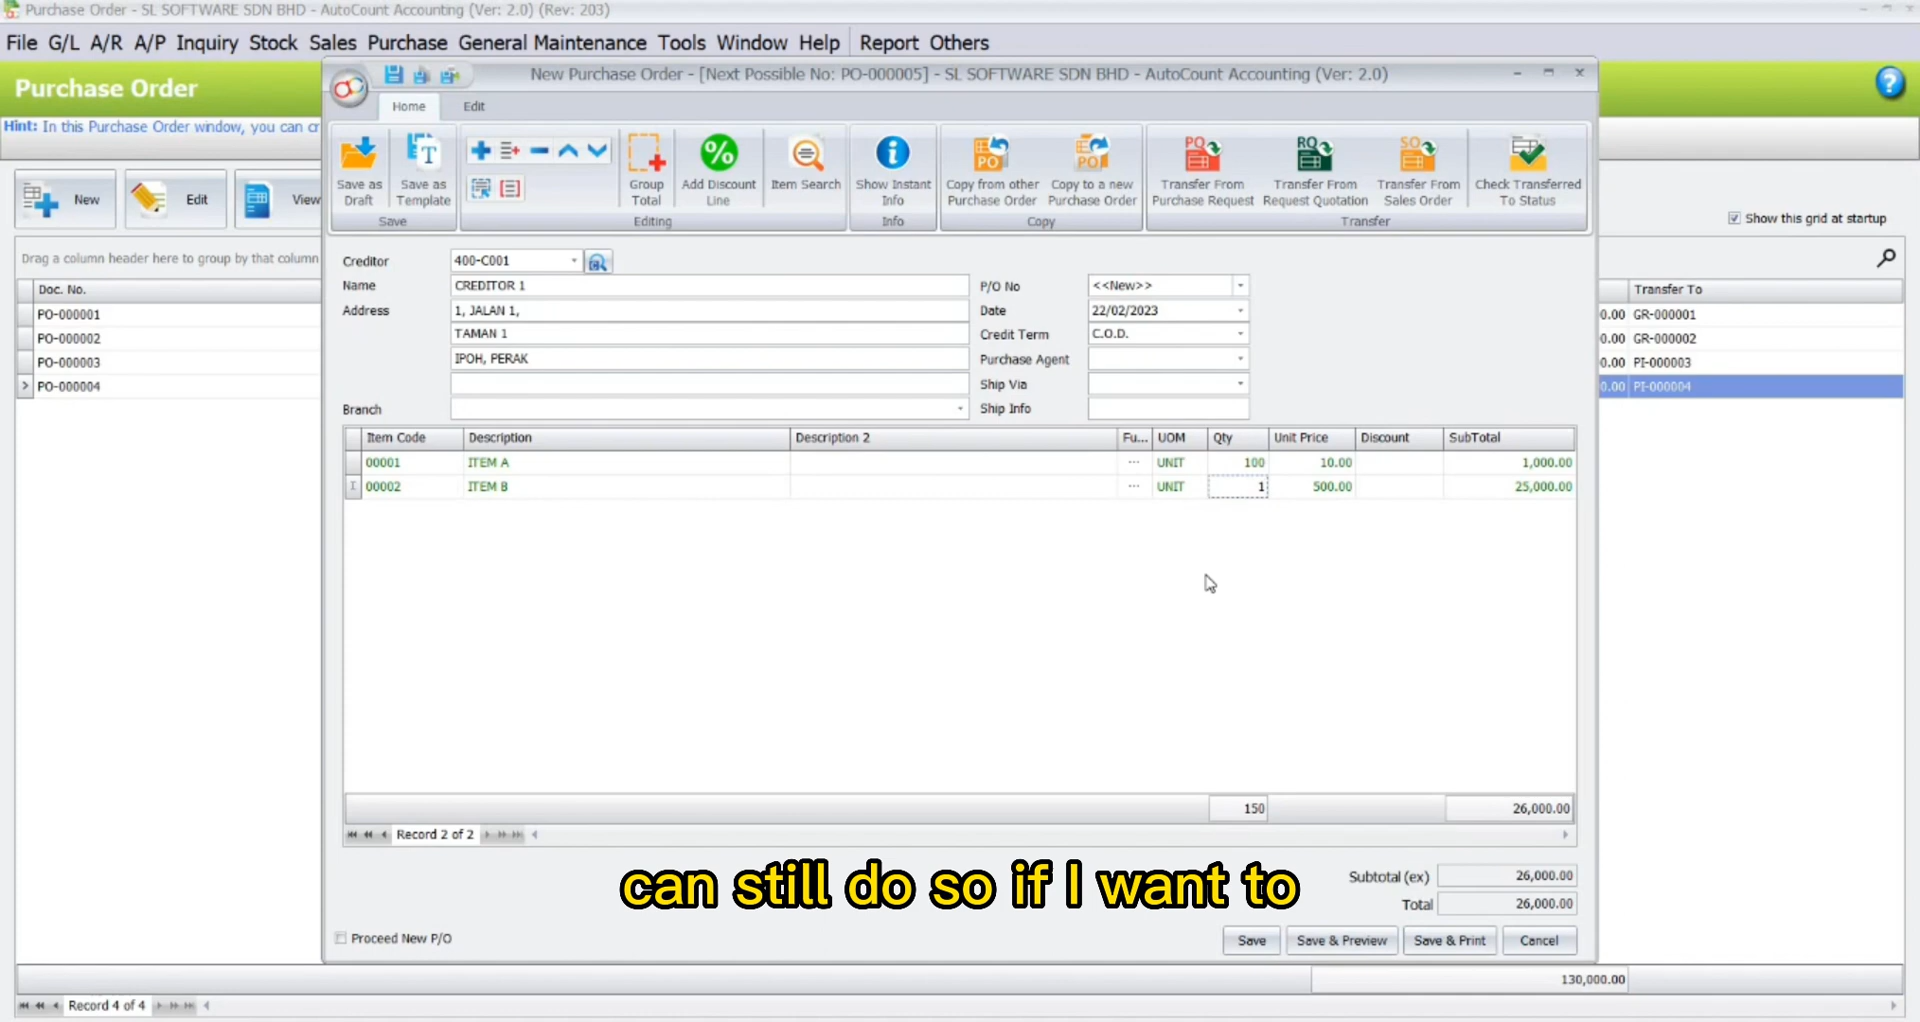 Purchase Order - SL SOFTWARE SDN BHD - AutoCount Accounting (Ver: 2.0) (Rev: 203)
File G/L A/R A/P Inquiry Stock Sales Purchase General Maintenance Tools Window Help Report Others
Purchase Order
Hint: In this Purchase Order window, you can cr
New Edit View
Show this grid at startup
Drag a column header here to group by that column
Doc. No. Transfer To
PO-000001 0.00 GR-000001
PO-000002 0.00 GR-000002
PO-000003 0.00 PI-000003
PO-000004 0.00 PI-000004
130,000.00
Record 4 of 4
New Purchase Order - [Next Possible No: PO-000005] - SL SOFTWARE SDN BHD - AutoCount Accounting (Ver: 2.0)
Home Edit
Save as Draft
Save as Template
Save
Group Total
Add Discount Line
Item Search
Editing
Show Instant Info
Info
PO
Copy from other Purchase Order
PO
Copy to a new Purchase Order
Copy
PQ
Transfer From Purchase Request
RQ
Transfer From Request Quotation
SO
Transfer From Sales Order
Check Transferred To Status
Transfer
Creditor 400-C001
Name CREDITOR 1
Address 1, JALAN 1,
TAMAN 1
IPOH, PERAK
Branch
P/O No <<New>>
Date 22/02/2023
Credit Term C.O.D.
Purchase Agent
Ship Via
Ship Info
Item Code Description Description 2 Fu... UOM Qty Unit Price Discount SubTotal
00001 ITEM A ... UNIT 100 10.00 1,000.00
00002 ITEM B ... UNIT 1 500.00 25,000.00
150 26,000.00
Record 2 of 2
can still do so if I want to
Subtotal (ex) 26,000.00
Total 26,000.00
Proceed New P/O
Save Save & Preview Save & Print Cancel